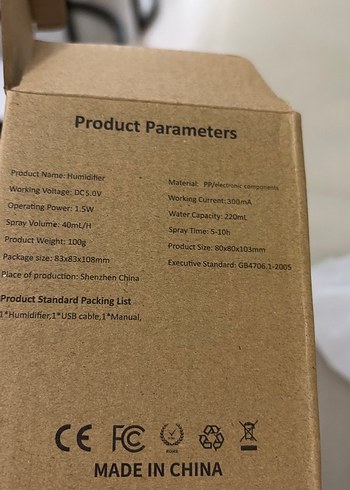 Product Parameters
Product Name: Humidifier
Working Voltage: DC5.0V
Operating Power: 1.5W
Spray Volume: 40mL/H
Product Weight: 100g
Package size: 83x83x108mm
Place of production: Shenzhen China
Material: PP/electronic components
Working Current:300mA
Water Capacity: 220mL
Spray Time: 5-10h
Product Size: 80x80x103mm
Executive Standard: GB4706.1-2005
Product Standard Packing List
1*Humidifier,1*USB cable,1*Manual,
CE FC
MADE IN CHINA